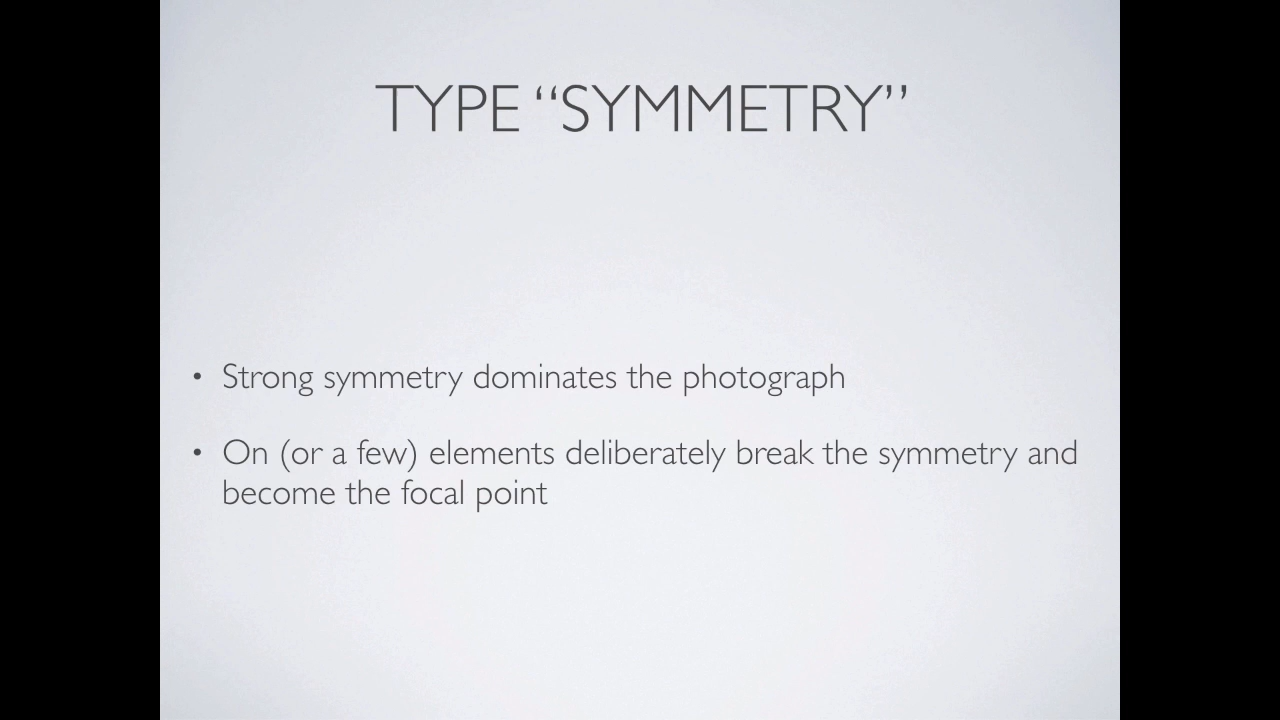 TYPE “SYMMETRY”
• Strong symmetry dominates the photograph
• On (or a few) elements deliberately break the symmetry and
become the focal point